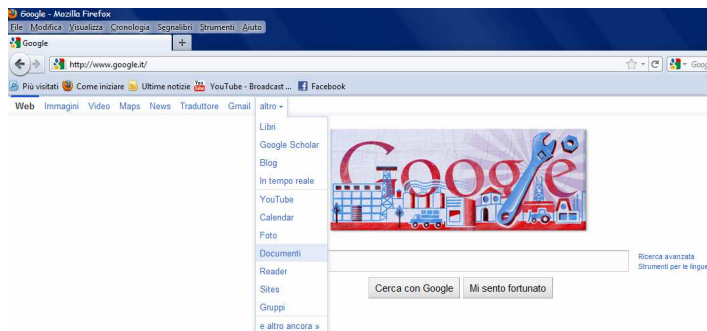 Google - Mozilla Firefox
File Modifica Visualizza Cronologia Segnalibri Strumenti Aiuto
Google
http://www.google.it/
Goog
Più visitati Come iniziare Ultime notizie YouTube - Broadcast ... Facebook
Web Immagini Video Maps News Traduttore Gmail altro
Libri
Google Scholar
Blog
In tempo reale
YouTube
Calendar
Foto
Documenti
Reader
Sites
Gruppi
e altro ancora »
Google
Ricerca avanzata
Strumenti per le lingue
Cerca con Google Mi sento fortunato